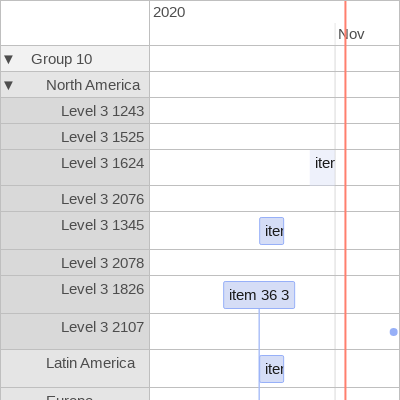 2020
Nov
▼ Group 10
▼ North America
Level 3 1243
Level 3 1525
Level 3 1624
iter
Level 3 2076
Level 3 1345
iter
Level 3 2078
Level 3 1826
item 36 3
Level 3 2107
Latin America
iter
Europe